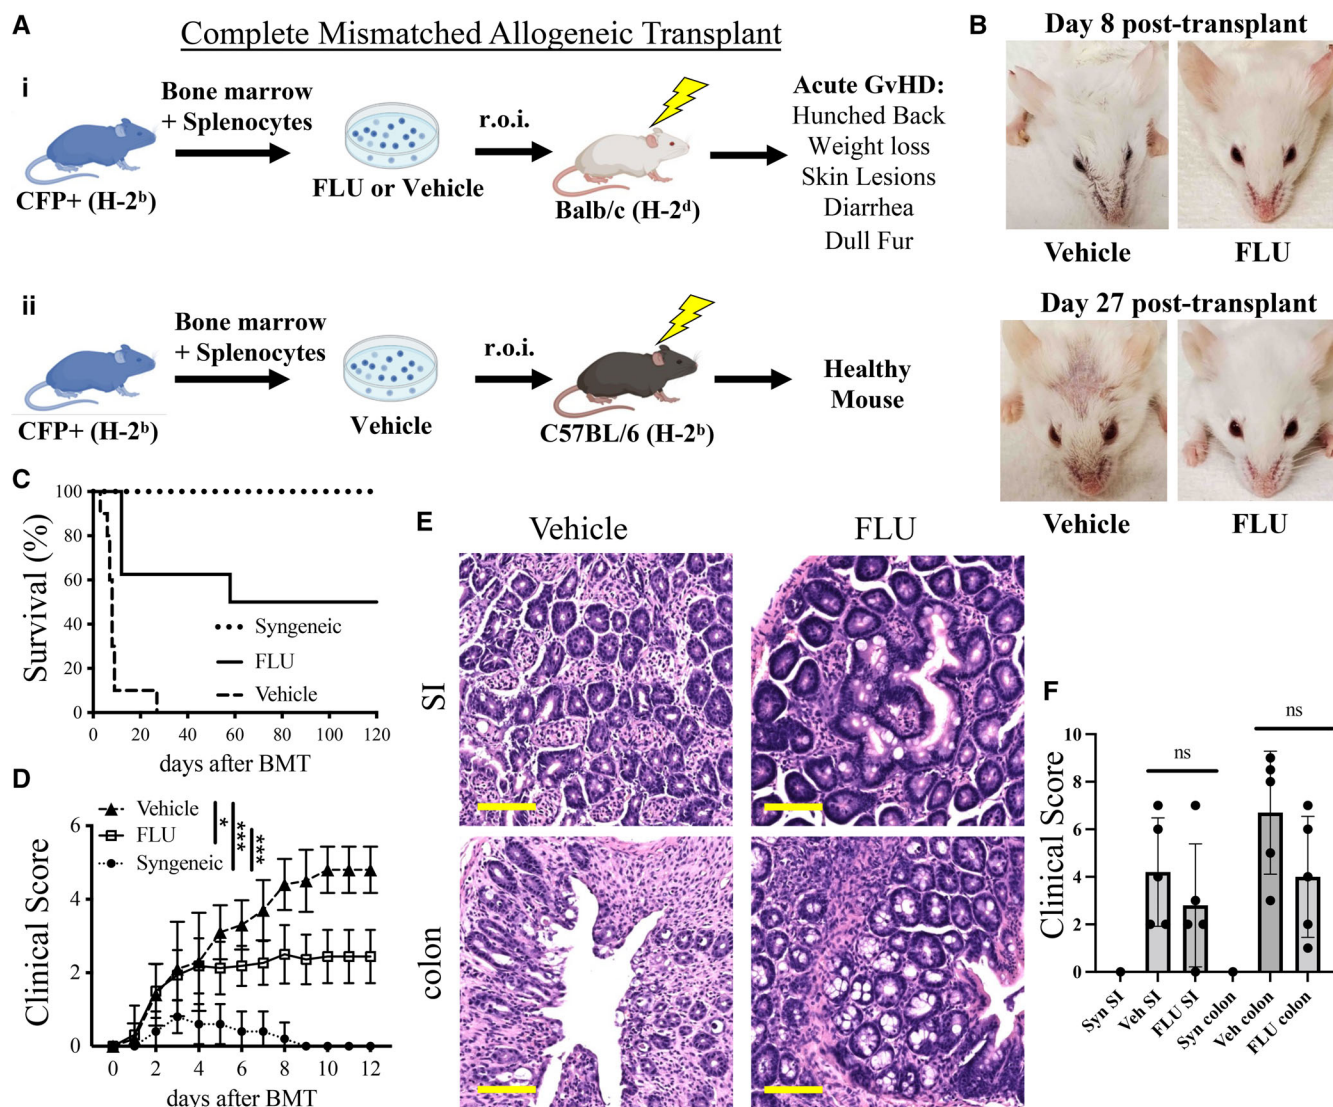 A
Complete Mismatched Allogeneic Transplant
i
Bone marrow
+ Splenocytes
r.o.i.
CFP+ (H-2ᵇ)
FLU or Vehicle
Balb/c (H-2ᵈ)
Acute GvHD:
Hunched Back
Weight loss
Skin Lesions
Diarrhea
Dull Fur
ii
Bone marrow
+ Splenocytes
r.o.i.
CFP+ (H-2ᵇ)
Vehicle
C57BL/6 (H-2ᵇ)
Healthy
Mouse
B
Day 8 post-transplant
Vehicle
FLU
Day 27 post-transplant
Vehicle
FLU
C
Survival (%)
100
80
60
40
20
0
Syngeneic
FLU
Vehicle
0 20 40 60 80 100 120
days after BMT
D
Clinical Score
6
4
2
0
Vehicle
FLU
Syngeneic
*
***
***
0 2 4 6 8 10 12
days after BMT
E
Vehicle
FLU
SI
colon
F
Clinical Score
10
8
6
4
2
0
ns
ns
Syn SI
Veh SI
FLU SI
Syn colon
Veh colon
FLU colon